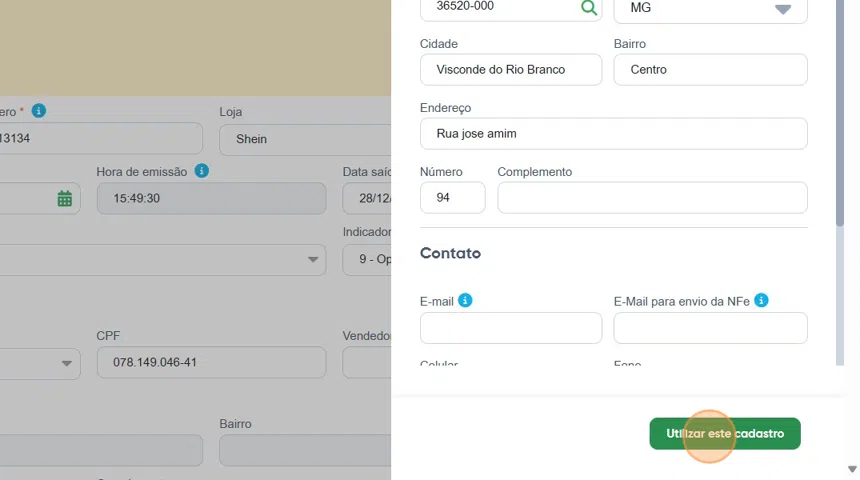 36520-000
MG
Cidade
Bairro
Visconde do Rio Branco
Centro
Endereço
Rua jose amim
Número
Complemento
94
Contato
E-mail
E-Mail para envio da NFe
Celular
Fone
Utilizar este cadastro
ero *
Loja
13134
Shein
Hora de emissão
Data saíd
15:49:30
28/12/
Indicador
9 - Op
CPF
Vendedo
078.149.046-41
Bairro